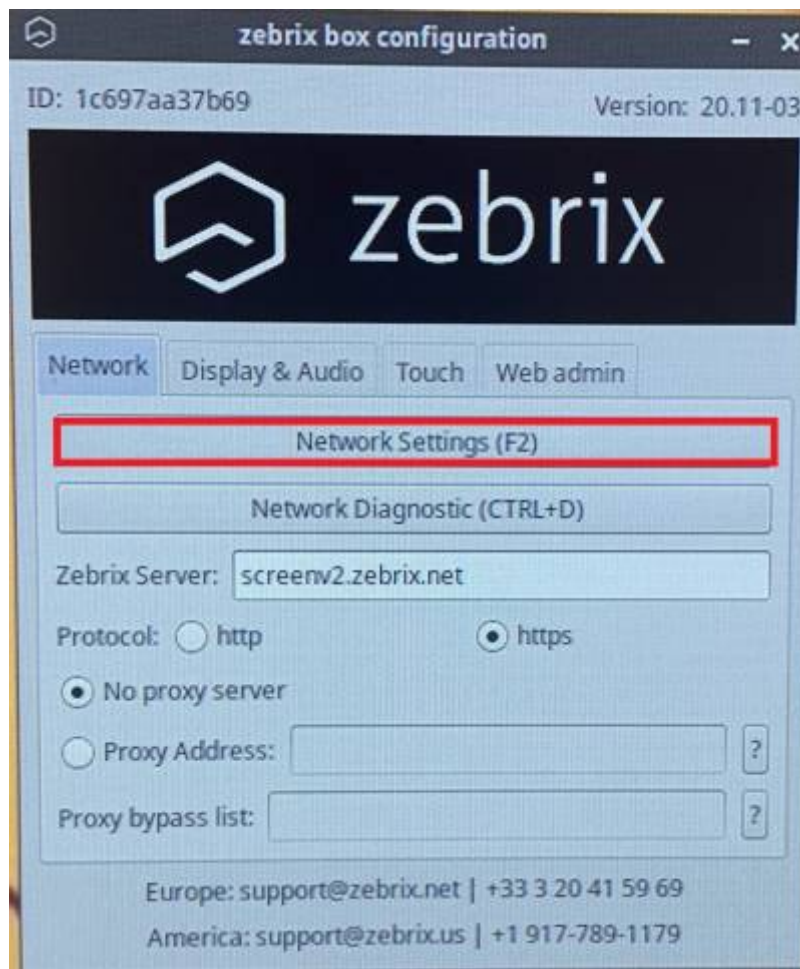 zebrix box configuration
ID: 1c697aa37b69 Version: 20.11-03
zebrix
Network Display & Audio Touch Web admin
Network Settings (F2)
Network Diagnostic (CTRL+D)
Zebrix Server: screenv2.zebrix.net
Protocol: http https
No proxy server
Proxy Address: ?
Proxy bypass list: ?
Europe: support@zebrix.net | +33 3 20 41 59 69
America: support@zebrix.us | +1 917-789-1179